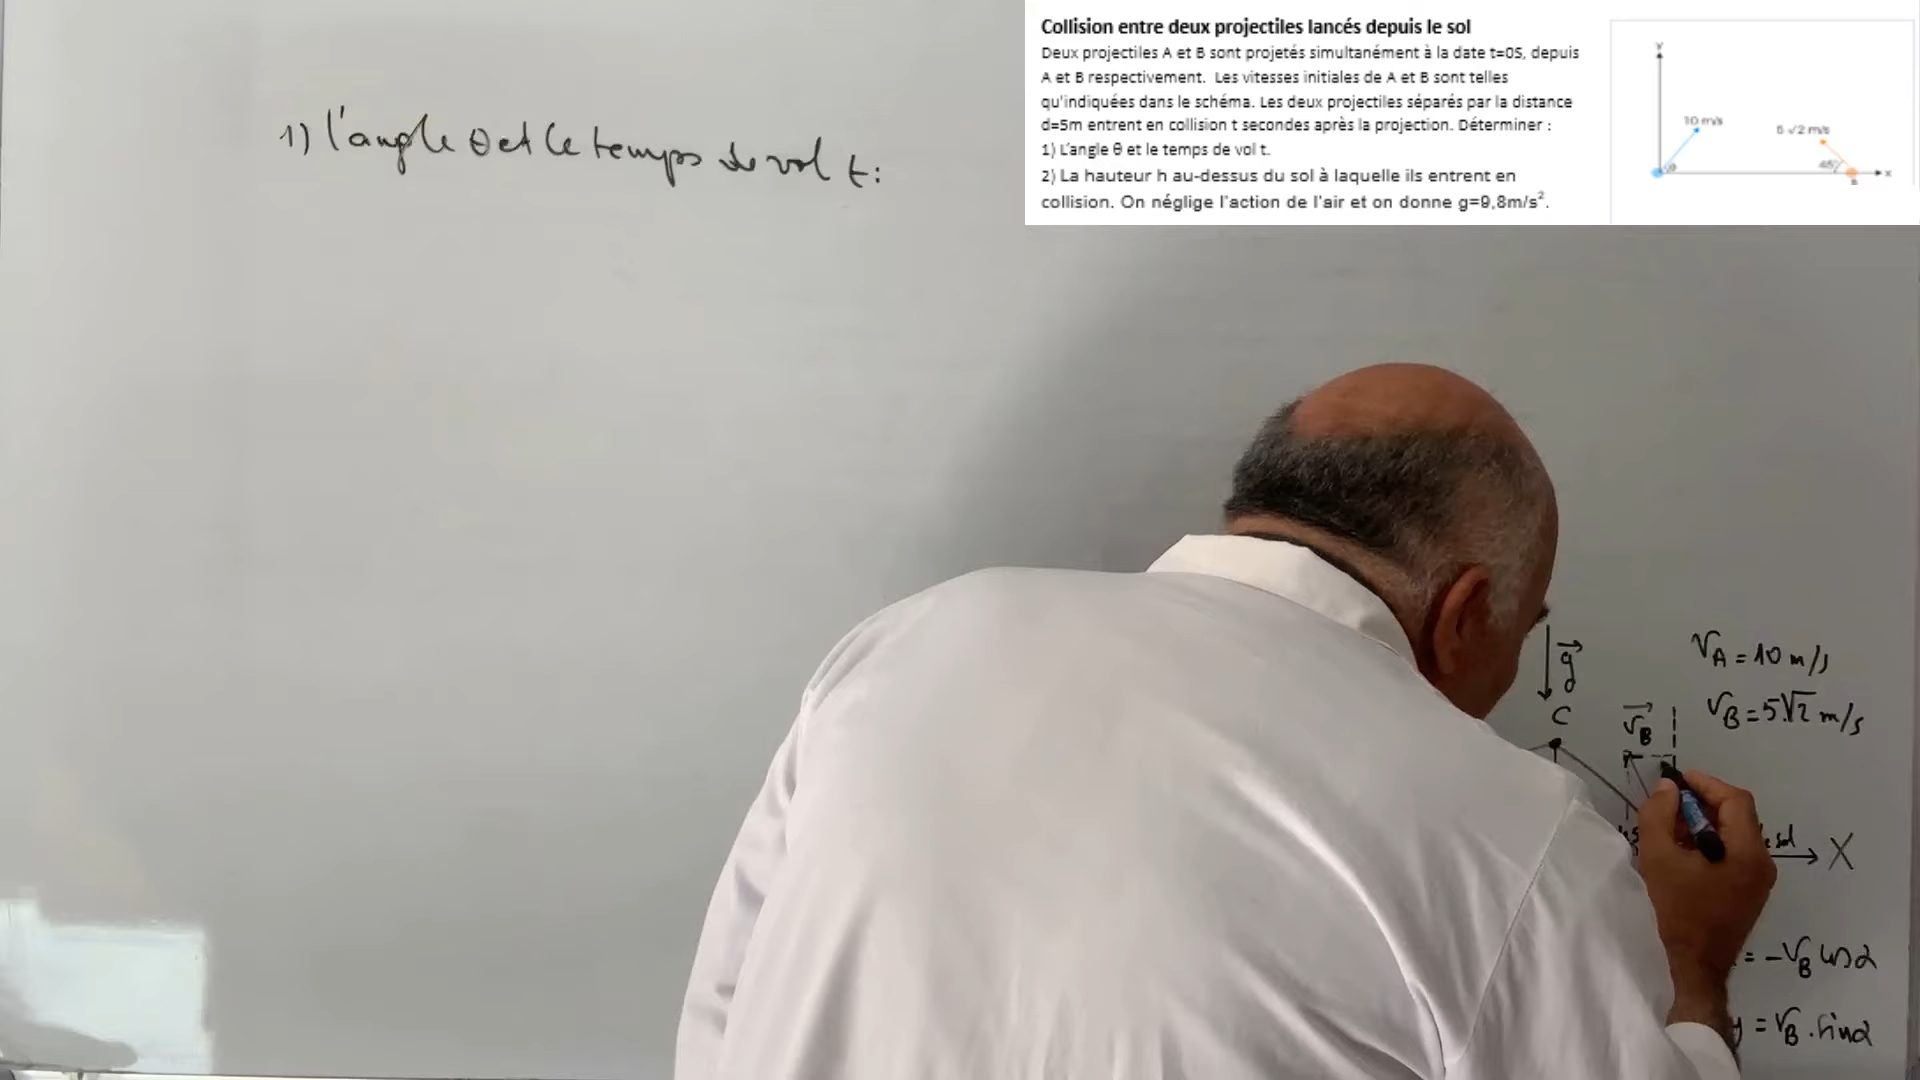 Collision entre deux projectiles lancés depuis le sol
Deux projectiles A et B sont projetés simultanément à la date t=0S, depuis
A et B respectivement. Les vitesses initiales de A et B sont telles
qu'indiquées dans le schéma. Les deux projectiles séparés par la distance
d=5m entrent en collision t secondes après la projection. Déterminer :
1) L'angle θ et le temps de vol t.
2) La hauteur h au-dessus du sol à laquelle ils entrent en
collision. On néglige l'action de l'air et on donne g=9,8m/s².
Y
10 m/s
5 √2 m/s
θ
45°
x
1) l'angle θ et le temps de vol t:
g
C
V_A = 10 m/s
V_B = 5√2 m/s
V_B
sol
X
= -V_B cos α
y = V_B . sin α